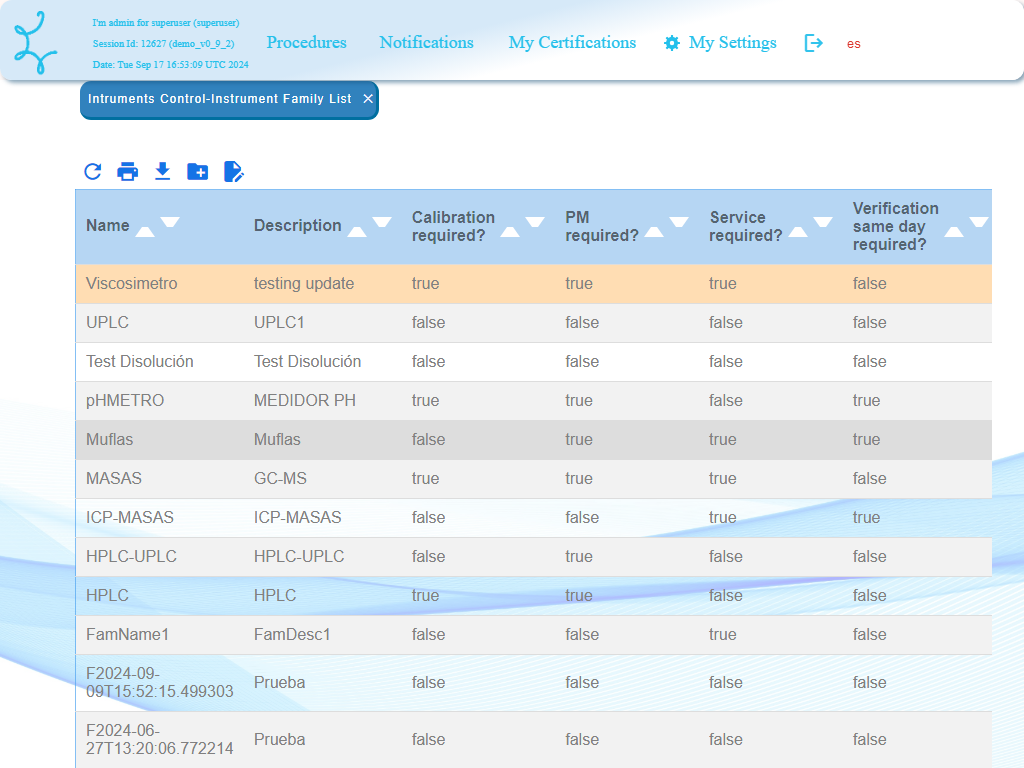 I'm admin for superuser (superuser)
Session Id: 12627 (demo_v0_9_2)
Date: Tue Sep 17 16:53:09 UTC 2024
Procedures Notifications My Certifications My Settings es
Intruments Control-Instrument Family List ×
Name Description Calibration required? PM required? Service required? Verification same day required?
Viscosimetro testing update true true true false
UPLC UPLC1 false false false false
Test Disolución Test Disolución false false false false
pHMETRO MEDIDOR PH true true false true
Muflas Muflas false true true true
MASAS GC-MS true true true false
ICP-MASAS ICP-MASAS false false true true
HPLC-UPLC HPLC-UPLC false true false false
HPLC HPLC true true false false
FamName1 FamDesc1 false false true false
F2024-09-09T15:52:15.499303 Prueba false false false false
F2024-06-27T13:20:06.772214 Prueba false false false false